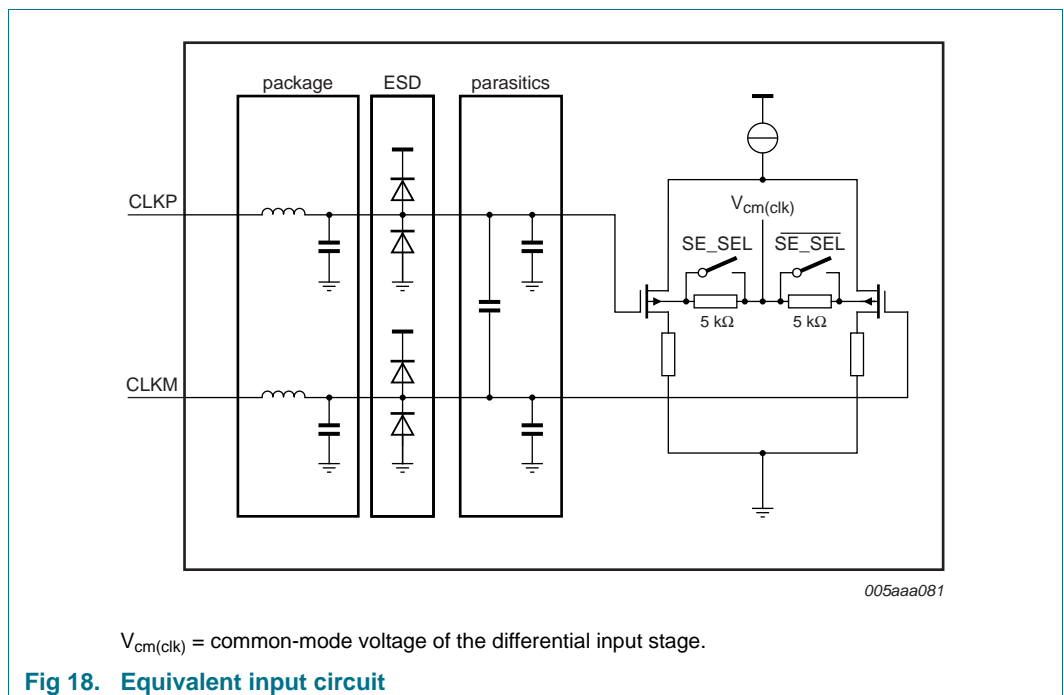 package ESD parasitics
CLKP
V_cm(clk)
SE_SEL S̅E̅_̅S̅E̅L̅
5 kΩ 5 kΩ
CLKM
005aaa081
V_cm(clk) = common-mode voltage of the differential input stage.
Fig 18. Equivalent input circuit